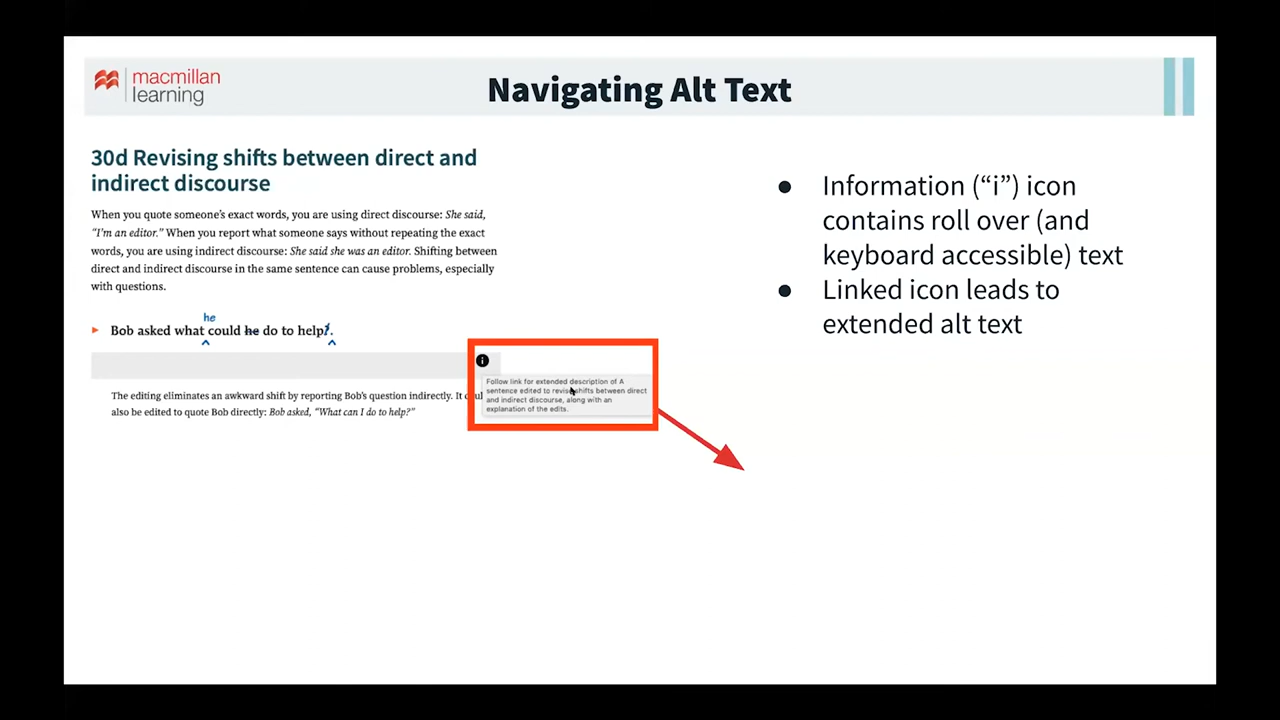 macmillan
learning
Navigating Alt Text
30d Revising shifts between direct and
indirect discourse
When you quote someone's exact words, you are using direct discourse: She said,
“I'm an editor.” When you report what someone says without repeating the exact
words, you are using indirect discourse: She said she was an editor. Shifting between
direct and indirect discourse in the same sentence can cause problems, especially
with questions.
he
Bob asked what could he do to help?.
The editing eliminates an awkward shift by reporting Bob's question indirectly. It
also be edited to quote Bob directly: Bob asked, “What can I do to help?”
i
Follow link for extended description of A
sentence edited to revise shifts between direct
and indirect discourse, along with an
explanation of the edits.
● Information (“i”) icon
contains roll over (and
keyboard accessible) text
● Linked icon leads to
extended alt text